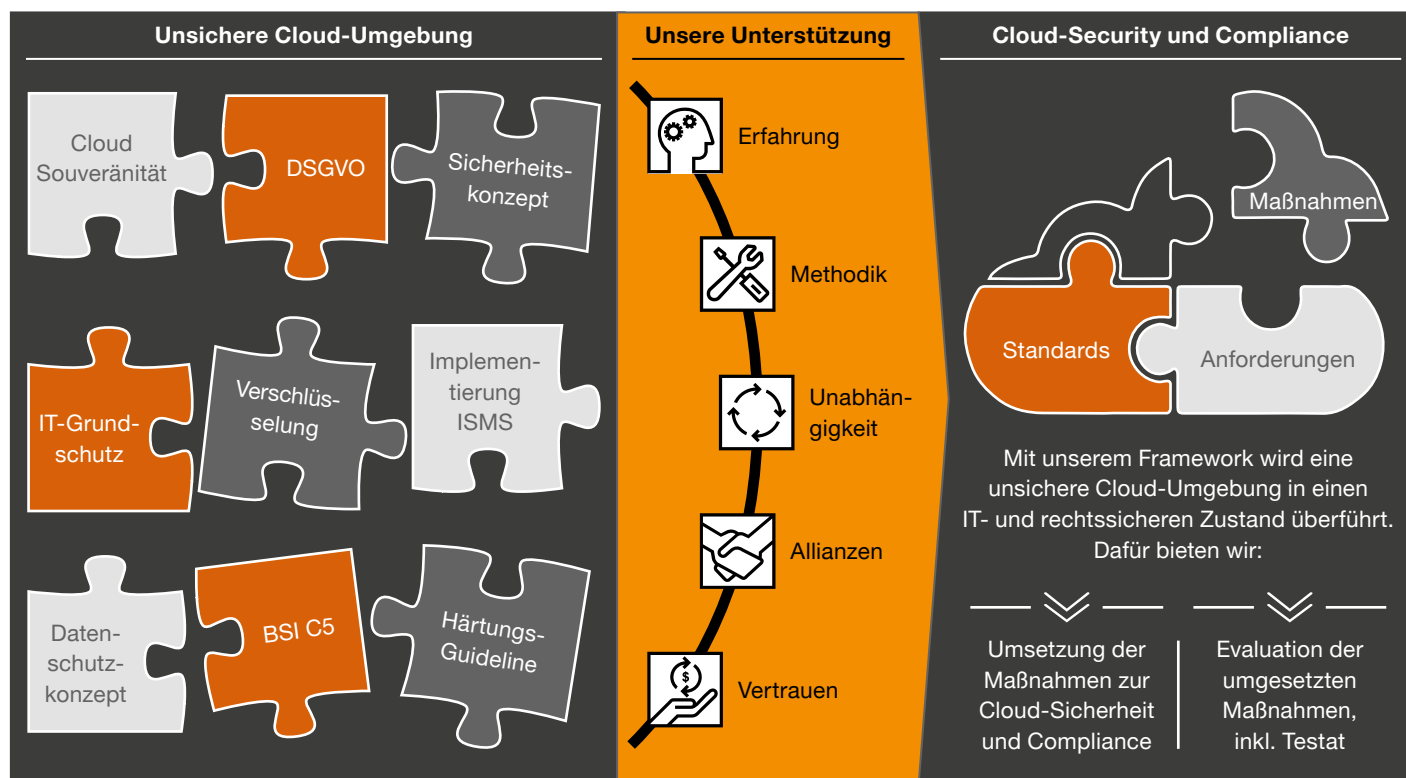 Unsichere Cloud-Umgebung
Cloud
Souveränität
DSGVO
Sicherheits-
konzept
IT-Grund-
schutz
Verschlüs-
selung
Implemen-
tierung
ISMS
Daten-
schutz-
konzept
BSI C5
Härtungs-
Guideline
Unsere Unterstützung
Erfahrung
Methodik
Unabhän-
gigkeit
Allianzen
$
Vertrauen
Cloud-Security und Compliance
Maßnahmen
Standards
Anforderungen
Mit unserem Framework wird eine
unsichere Cloud-Umgebung in einen
IT- und rechtssicheren Zustand überführt.
Dafür bieten wir:
Umsetzung der
Maßnahmen zur
Cloud-Sicherheit
und Compliance
Evaluation der
umgesetzten
Maßnahmen,
inkl. Testat